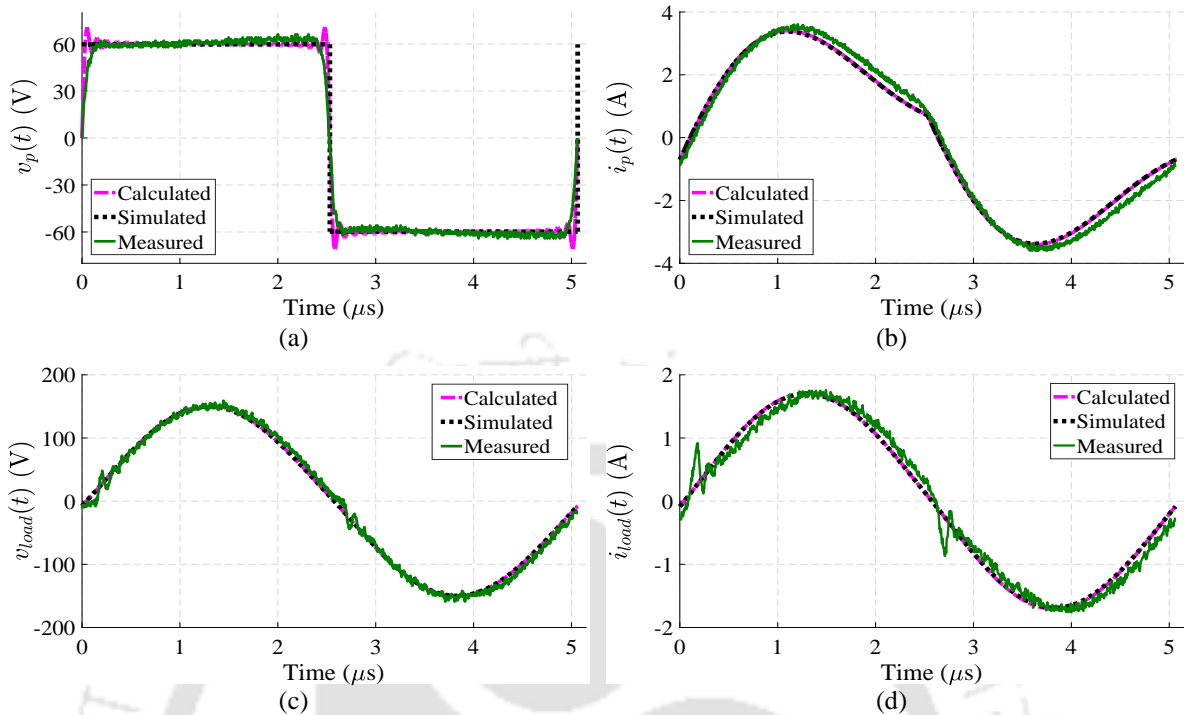 v_p(t) (V)
60
30
0
-30
-60
Calculated
Simulated
Measured
0 1 2 3 4 5
Time (μs)
(a)
i_p(t) (A)
4
2
0
-2
-4
Calculated
Simulated
Measured
0 1 2 3 4 5
Time (μs)
(b)
v_load(t) (V)
200
100
0
-100
-200
Calculated
Simulated
Measured
0 1 2 3 4 5
Time (μs)
(c)
i_load(t) (A)
2
1
0
-1
-2
Calculated
Simulated
Measured
0 1 2 3 4 5
Time (μs)
(d)